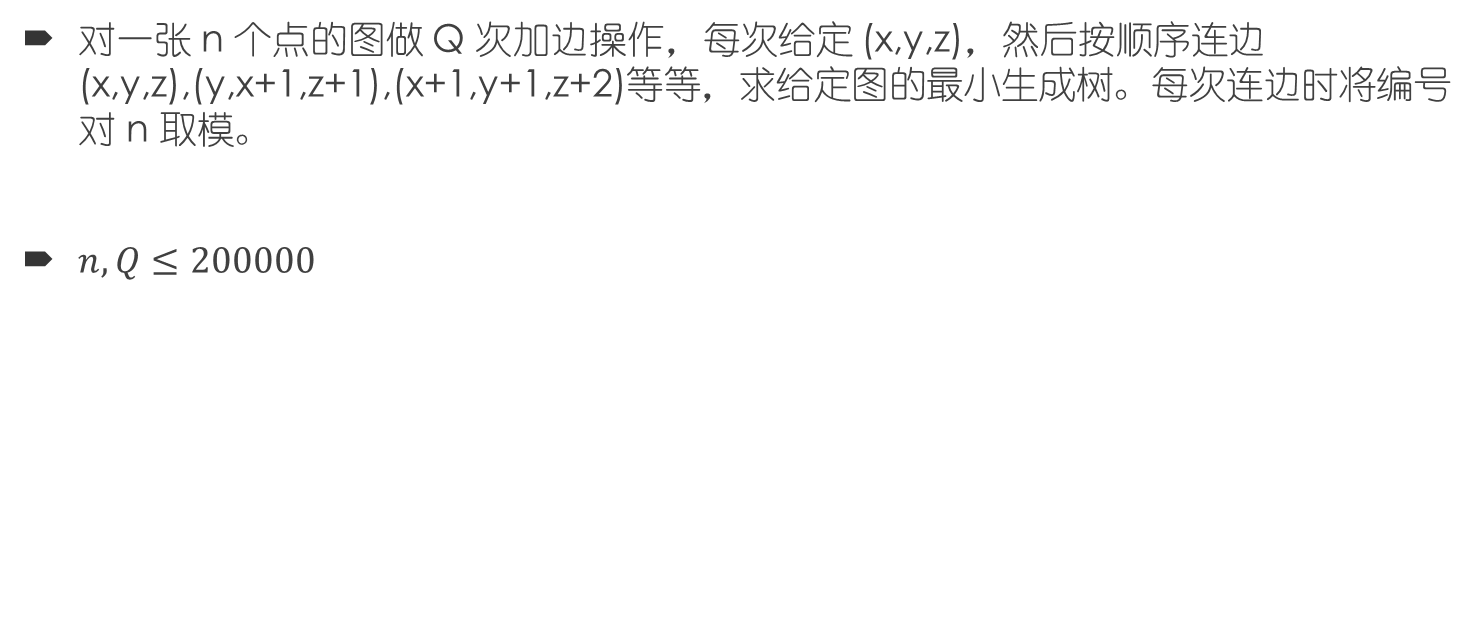 对一张 n 个点的图做 Q 次加边操作，每次给定 (x,y,z)，然后按顺序连边
(x,y,z),(y,x+1,z+1),(x+1,y+1,z+2)等等，求给定图的最小生成树。每次连边时将编号
对 n 取模。
n, Q ≤ 200000